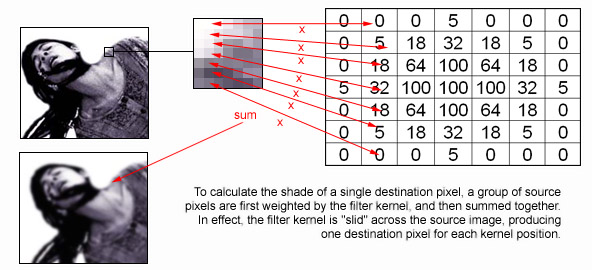 0 0 0 5 0 0 0
0 5 18 32 18 5 0
0 18 64 100 64 18 0
5 32 100 100 100 32 5
0 18 64 100 64 18 0
0 5 18 32 18 5 0
0 0 0 5 0 0 0
x
x
x
x
x
x
x
sum
To calculate the shade of a single destination pixel, a group of source
pixels are first weighted by the filter kernel, and then summed together.
In effect, the filter kernel is "slid" across the source image, producing
one destination pixel for each kernel position.